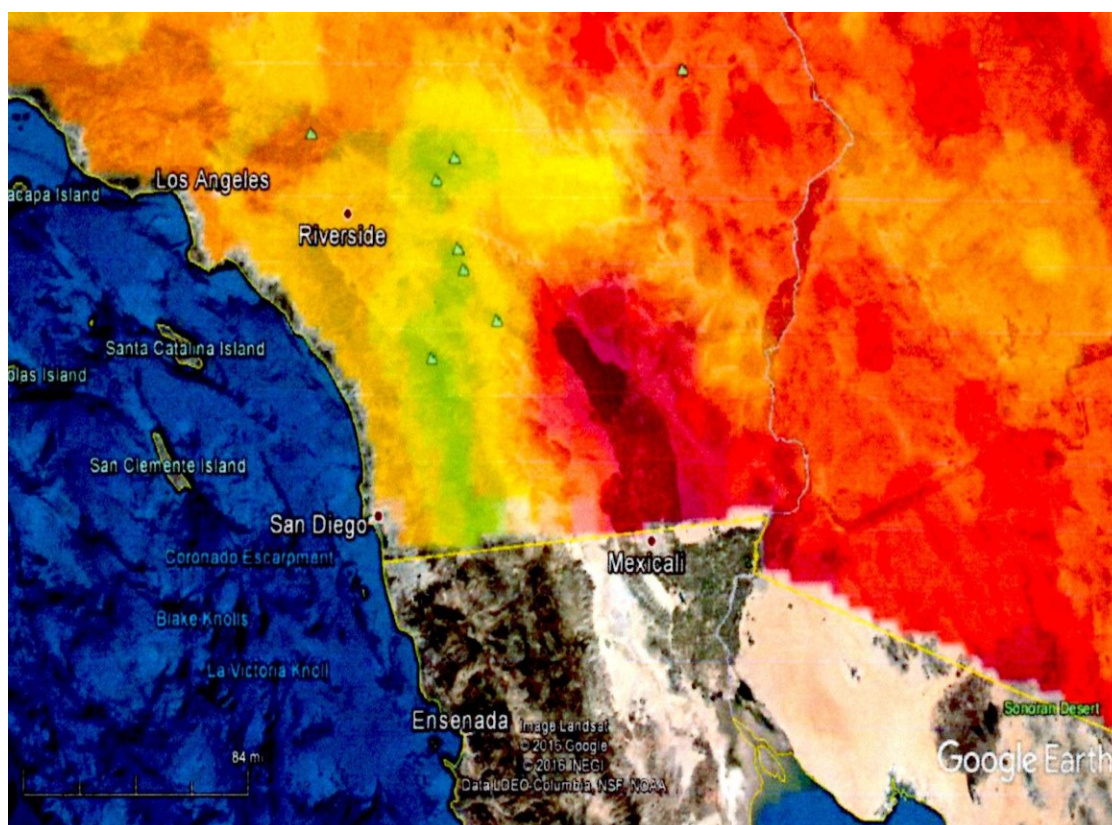 Los Angeles
acapa Island
Riverside
Santa Catalina Island
olas Island
San Clemente Island
San Diego
Coronado Escarpment
Mexicali
Blake Knolls
La Victoria Knoll
Sonoran Desert
Ensenada
Image Landsat
© 2015 Google
© 2016 INEGI
Data LDEO-Columbia, NSF, NOAA
84 mi
Google Earth